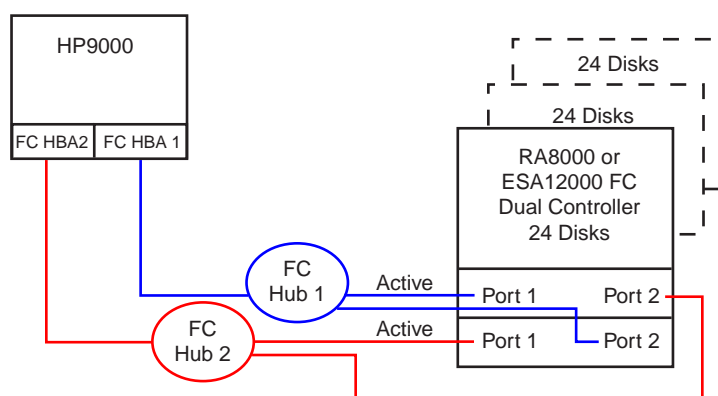 HP9000
FC HBA2
FC HBA 1
24 Disks
24 Disks
RA8000 or
ESA12000 FC
Dual Controller
24 Disks
FC
Hub 1
Active
Port 1
Port 2
FC
Hub 2
Active
Port 1
Port 2